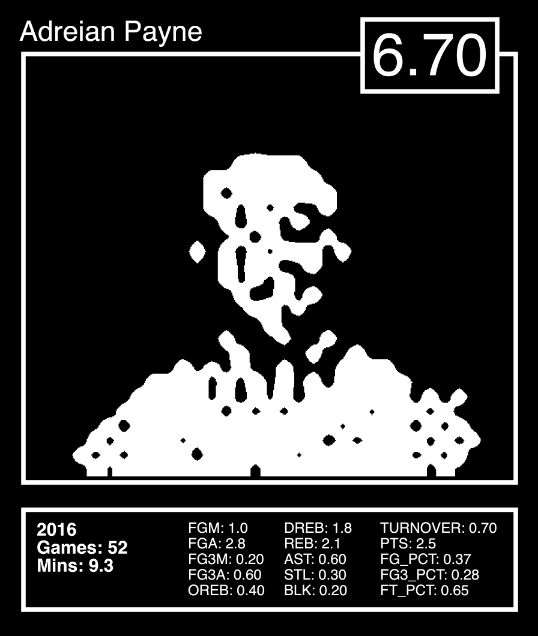 Adreian Payne
6.70
2016
Games: 52
Mins: 9.3
FGM: 1.0
FGA: 2.8
FG3M: 0.20
FG3A: 0.60
OREB: 0.40
DREB: 1.8
REB: 2.1
AST: 0.60
STL: 0.30
BLK: 0.20
TURNOVER: 0.70
PTS: 2.5
FG_PCT: 0.37
FG3_PCT: 0.28
FT_PCT: 0.65